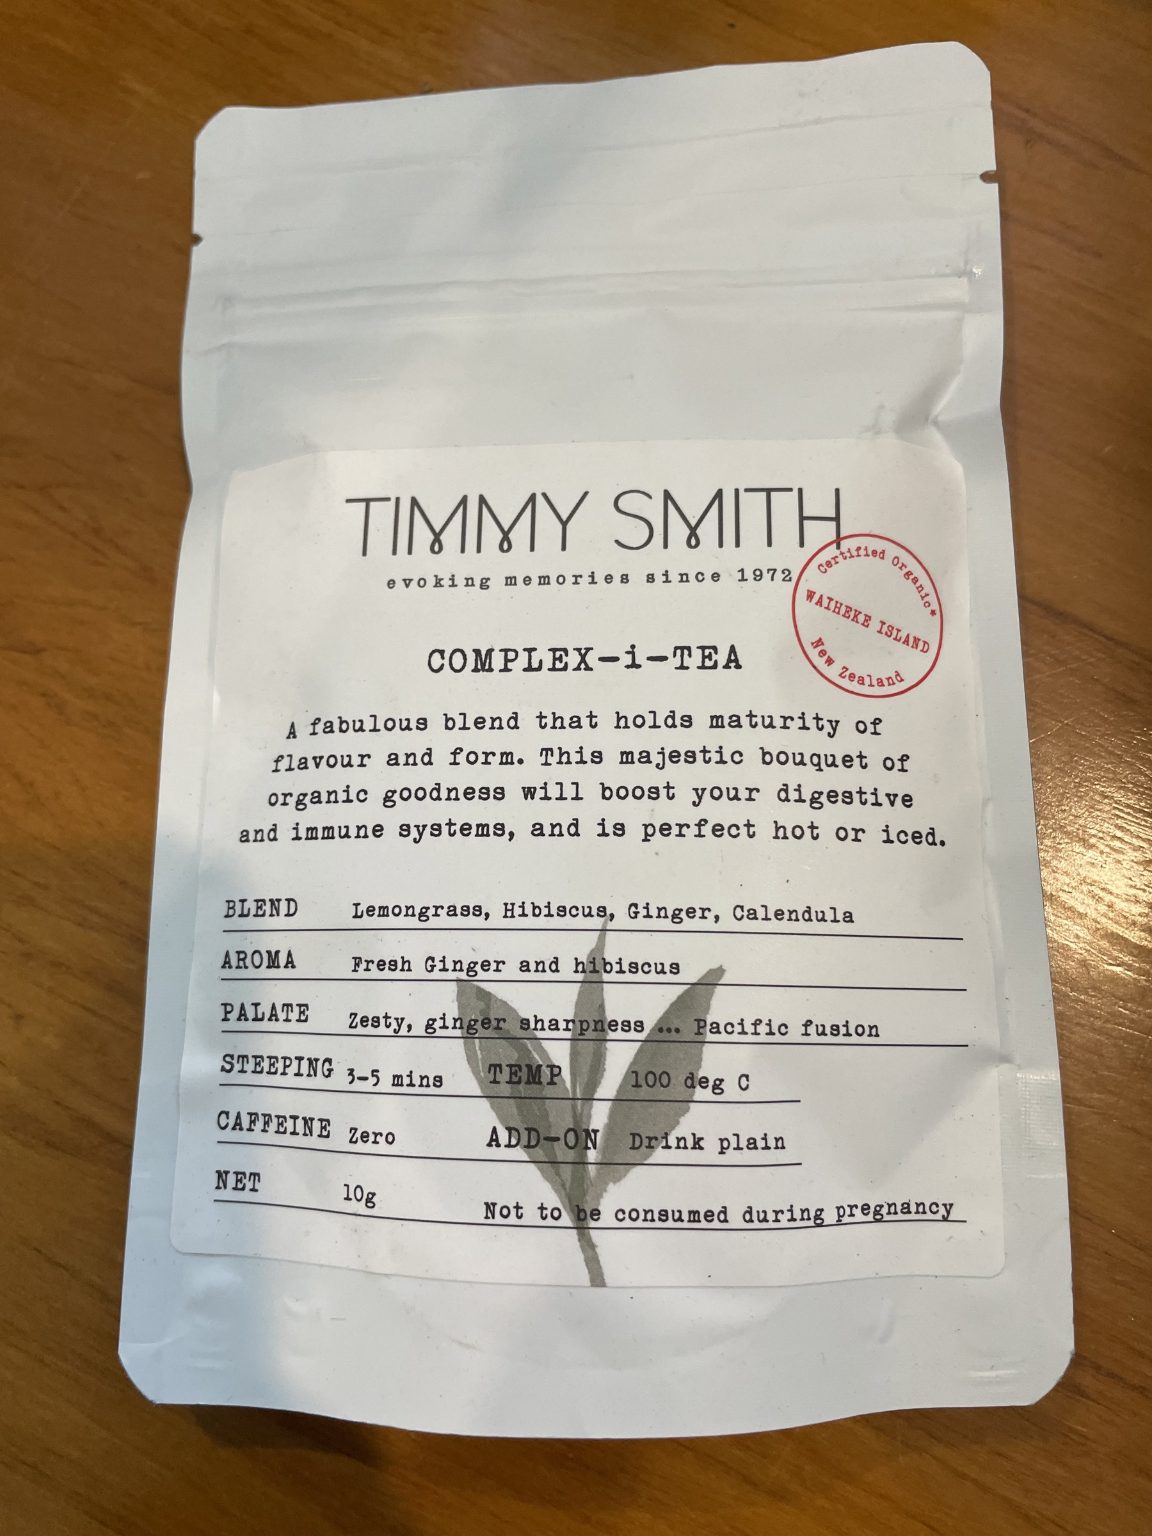 TIMMY SMITH
evoking memories since 1972
Certified Organic*
WAIHEKE ISLAND
New Zealand
COMPLEX-i-TEA
A fabulous blend that holds maturity of
flavour and form. This majestic bouquet of
organic goodness will boost your digestive
and immune systems, and is perfect hot or iced.
BLEND Lemongrass, Hibiscus, Ginger, Calendula
AROMA Fresh Ginger and hibiscus
PALATE Zesty, ginger sharpness ... Pacific fusion
STEEPING 3-5 mins TEMP 100 deg C
CAFFEINE Zero ADD-ON Drink plain
NET 10g Not to be consumed during pregnancy